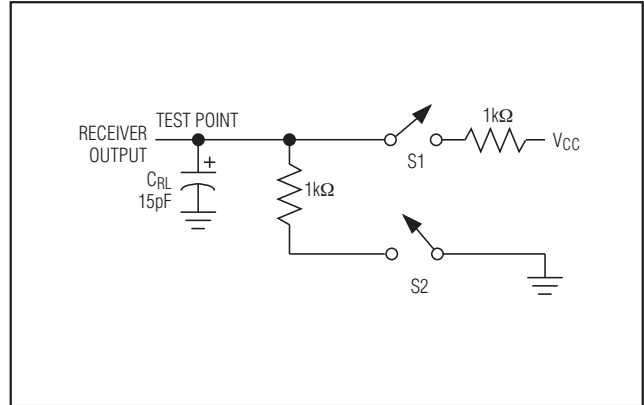 TEST POINT
RECEIVER
OUTPUT
+
CRL
15pF
1kΩ
S1
1kΩ
VCC
S2